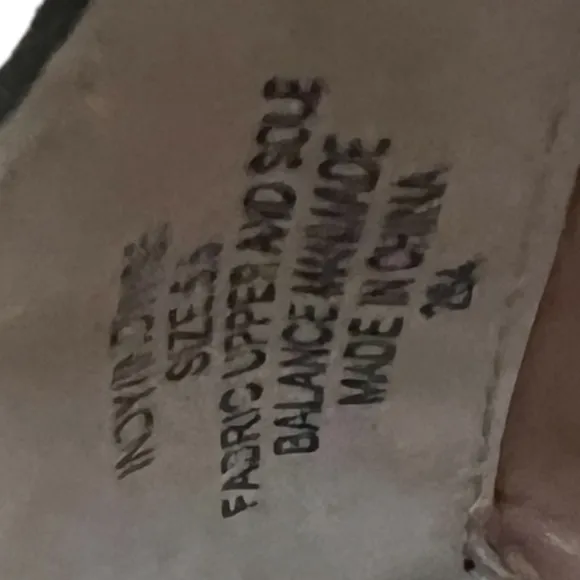 SIZE 5.5
FABRIC UPPER AND SOLE
BALANCE MANMADE
MADE IN CHINA